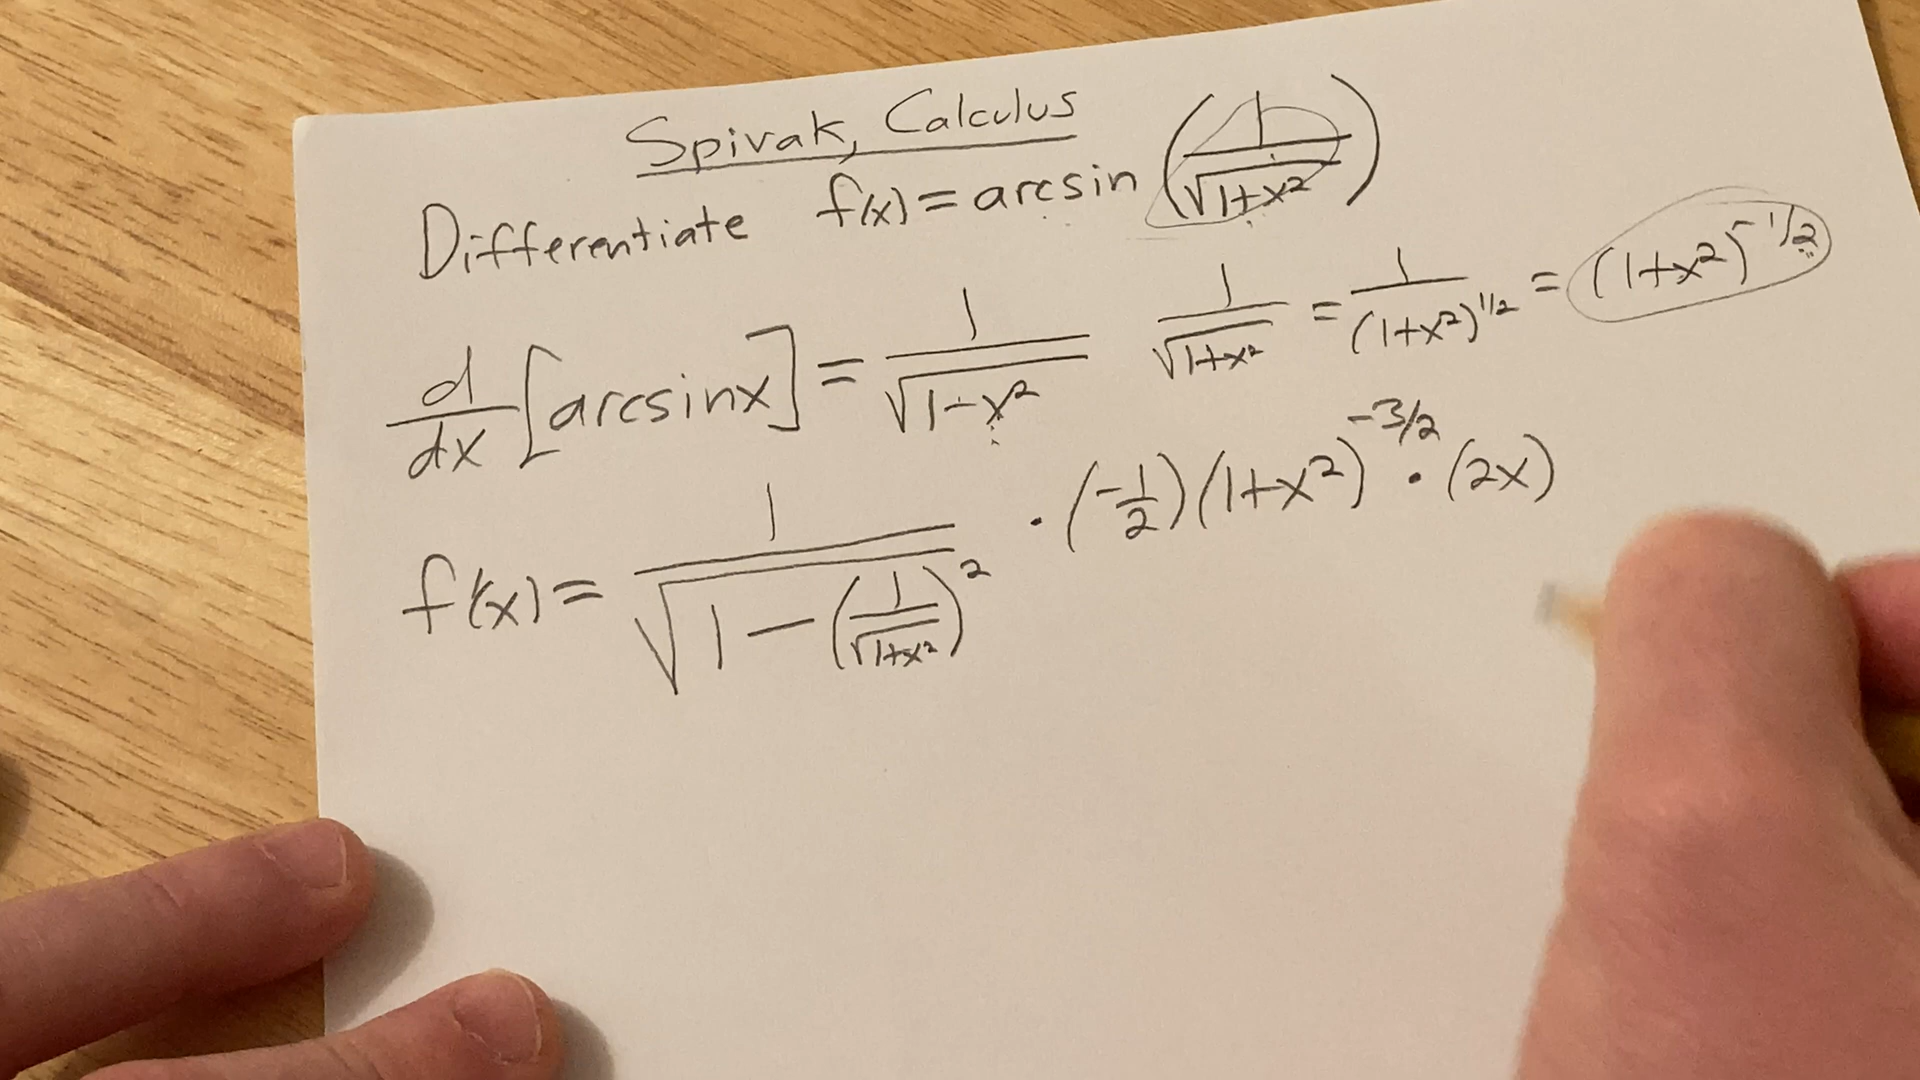 Spivak, Calculus
Differentiate f(x) = arcsin (1/√(1+x²))
d/dx [arcsinx] = 1/√(1-x²)   1/√(1+x²) = 1/(1+x²)^1/2 = (1+x²)^-1/2
f'(x) = 1/√(1-(1/√(1+x²))²) · (-1/2)(1+x²)^-3/2 · (2x)